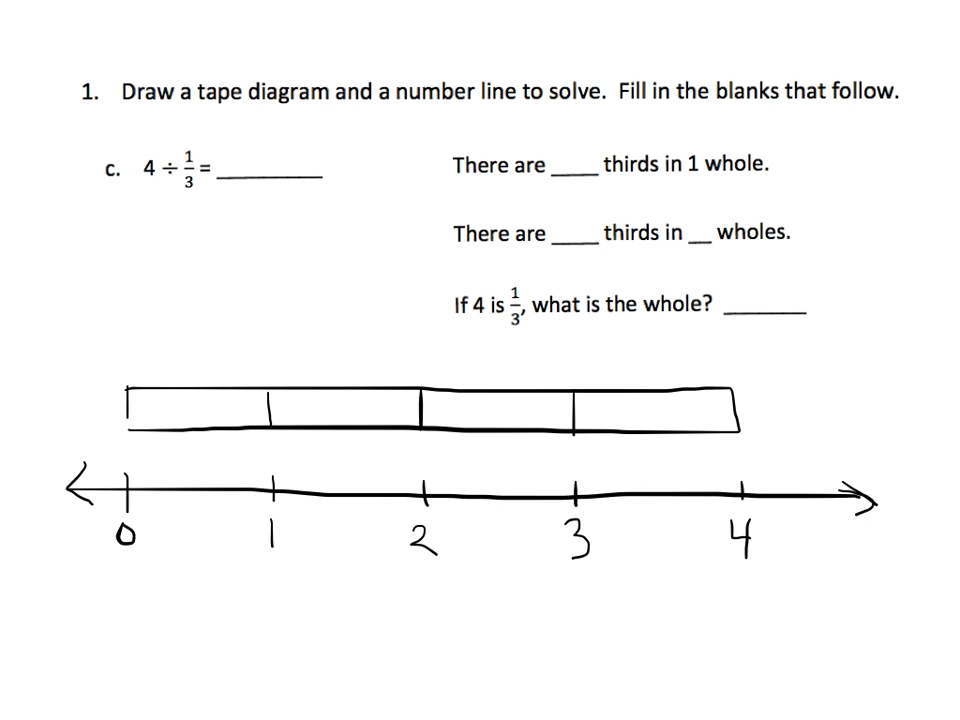 1. Draw a tape diagram and a number line to solve. Fill in the blanks that follow.
c. 4 ÷ 1/3 = ________
There are ____ thirds in 1 whole.
There are ____ thirds in __ wholes.
If 4 is 1/3, what is the whole? _______
0 1 2 3 4